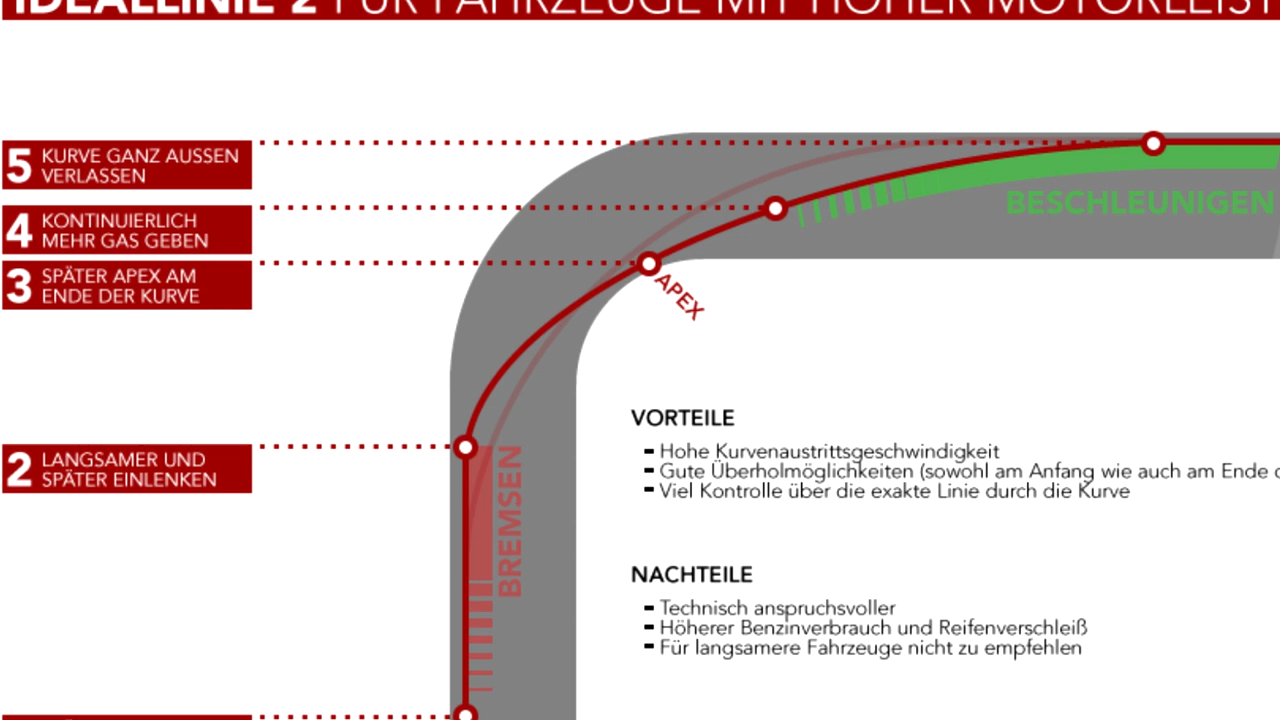 IDEALLINIE 2 FÜR FAHRZEUGE MIT HOHER
5 KURVE GANZ AUSSEN
VERLASSEN
4 KONTINUIERLICH
MEHR GAS GEBEN
3 SPÄTER APEX AM
ENDE DER KURVE
BESCHLEUNIGEN
APEX
2 LANGSAMER UND
SPÄTER EINLENKEN
BREMSEN
VORTEILE
- Hohe Kurvenaustrittsgeschwindigkeit
- Gute Überholmöglichkeiten (sowohl am Anfang wie auch am Ende
- Viel Kontrolle über die exakte Linie durch die Kurve
NACHTEILE
- Technisch anspruchsvoller
- Höherer Benzinverbrauch und Reifenverschleiß
- Für langsamere Fahrzeuge nicht zu empfehlen